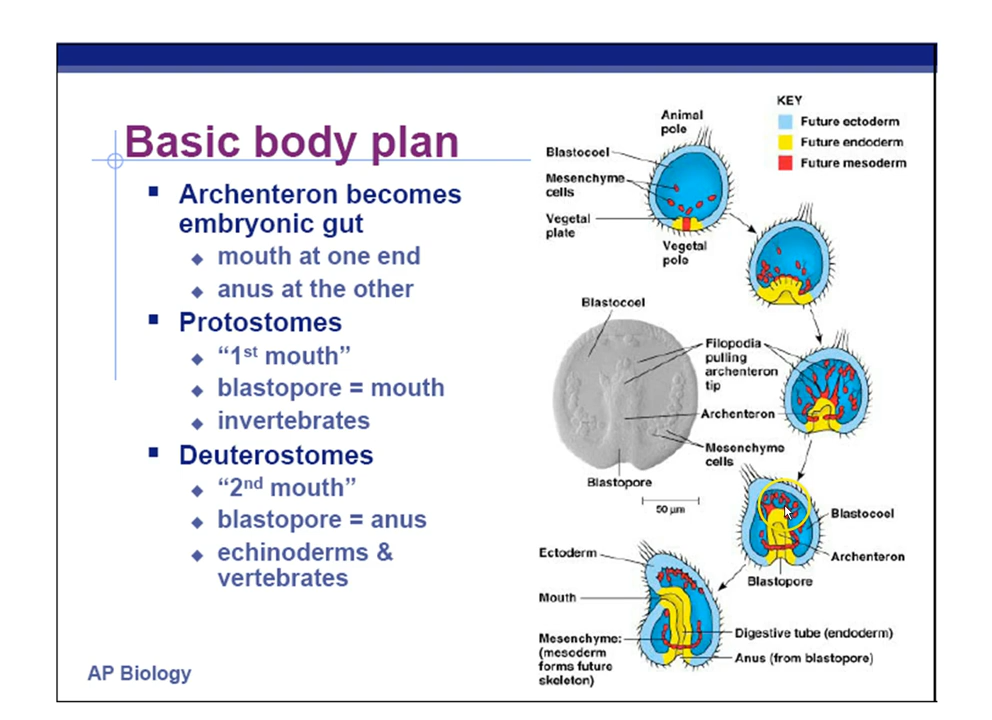 Basic body plan
Archenteron becomes
embryonic gut
mouth at one end
anus at the other
Protostomes
“1st mouth”
blastopore = mouth
invertebrates
Deuterostomes
“2nd mouth”
blastopore = anus
echinoderms &
vertebrates
AP Biology
KEY
Future ectoderm
Future endoderm
Future mesoderm
Animal
pole
Blastocoel
Mesenchyme
cells
Vegetal
plate
Vegetal
pole
Blastocoel
Filopodia
pulling
archenteron
tip
Archenteron
Mesenchyme
cells
Blastopore
50 µm
Blastocoel
Archenteron
Blastopore
Ectoderm
Mouth
Mesenchyme:
(mesoderm
forms future
skeleton)
Digestive tube (endoderm)
Anus (from blastopore)